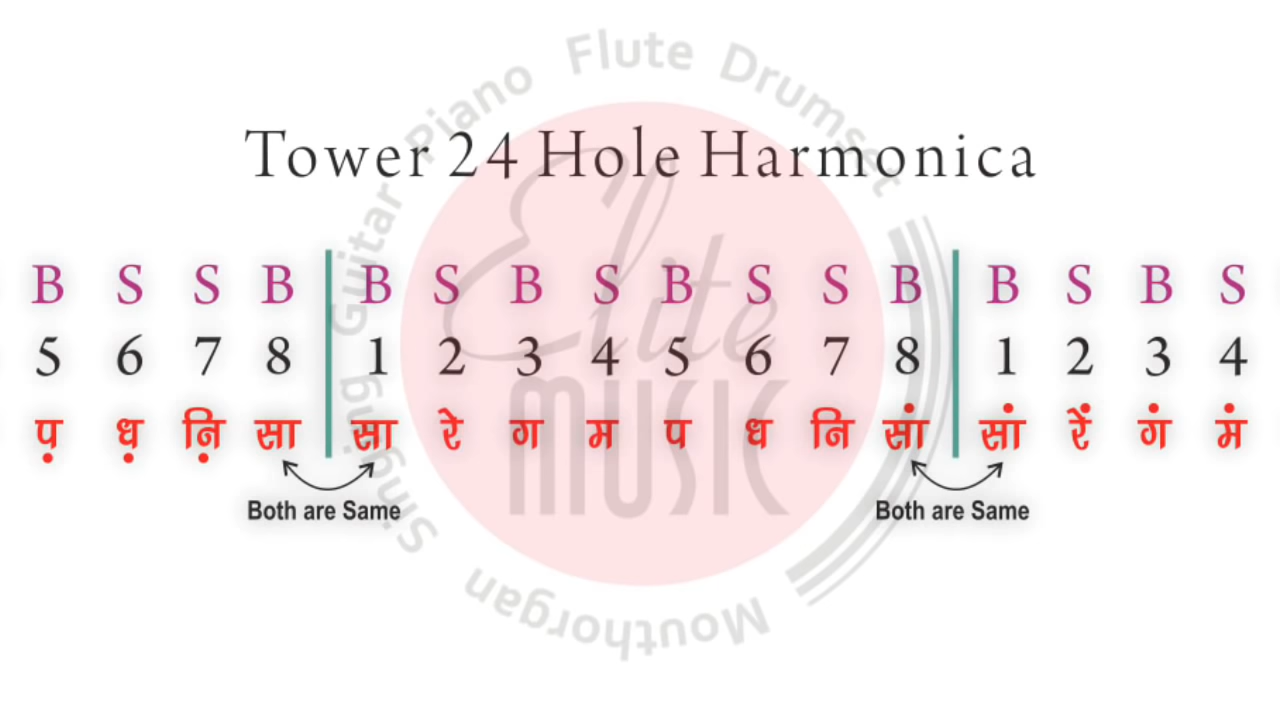 Guitar Piano Flute Drumset
Tower 24 Hole Harmonica
Elite
MUSIC
B S S B B S B S B S S B B S B S
5 6 7 8 1 2 3 4 5 6 7 8 1 2 3 4
प़ ध़ ऩि सा सा रे ग म प ध नि सां सां रें गं मं
Both are Same Both are Same
Sing Mouthorgan